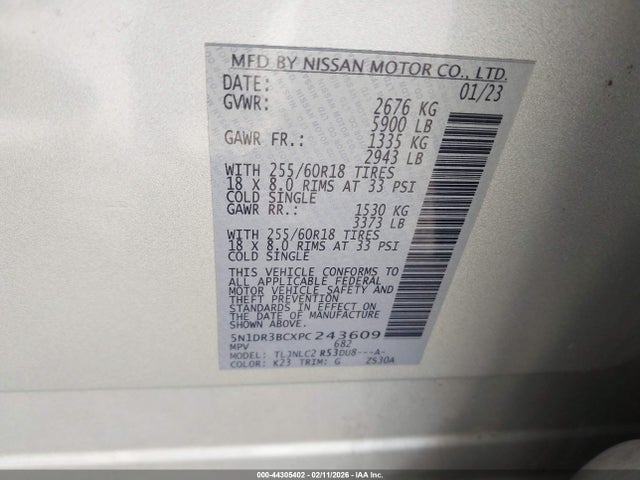 MFD BY NISSAN MOTOR CO., LTD.
DATE: 01/23
GVWR: 2676 KG
5900 LB
GAWR FR.: 1335 KG
2943 LB
WITH 255/60R18 TIRES
18 X 8.0 RIMS AT 33 PSI
COLD SINGLE
GAWR RR.: 1530 KG
3373 LB
WITH 255/60R18 TIRES
18 X 8.0 RIMS AT 33 PSI
COLD SINGLE
THIS VEHICLE CONFORMS TO
ALL APPLICABLE FEDERAL
MOTOR VEHICLE SAFETY AND
THEFT PREVENTION
STANDARDS IN EFFECT ON
THE DATE OF MANUFACTURE
SHOWN ABOVE.
5N1DR3BCXPC243609
MPV 682
MODEL: TLJNLC2 R53DU8---A-
COLOR: K23 TRIM: G ZS30A
000-44305402 - 02/11/2026 - IAA Inc.